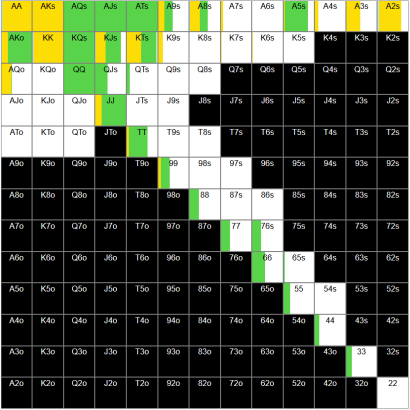 AA AKs AQs AJs ATs A9s A8s A7s A6s A5s A4s A3s A2s
AKo KK KQs KJs KTs K9s K8s K7s K6s K5s K4s K3s K2s
AQo KQo QQ QJs QTs Q9s Q8s Q7s Q6s Q5s Q4s Q3s Q2s
AJo KJo QJo JJ JTs J9s J8s J7s J6s J5s J4s J3s J2s
ATo KTo QTo JTo TT T9s T8s T7s T6s T5s T4s T3s T2s
A9o K9o Q9o J9o T9o 99 98s 97s 96s 95s 94s 93s 92s
A8o K8o Q8o J8o T8o 98o 88 87s 86s 85s 84s 83s 82s
A7o K7o Q7o J7o T7o 97o 87o 77 76s 75s 74s 73s 72s
A6o K6o Q6o J6o T6o 96o 86o 76o 66 65s 64s 63s 62s
A5o K5o Q5o J5o T5o 95o 85o 75o 65o 55 54s 53s 52s
A4o K4o Q4o J4o T4o 94o 84o 74o 64o 54o 44 43s 42s
A3o K3o Q3o J3o T3o 93o 83o 73o 63o 53o 43o 33 32s
A2o K2o Q2o J2o T2o 92o 82o 72o 62o 52o 42o 32o 22